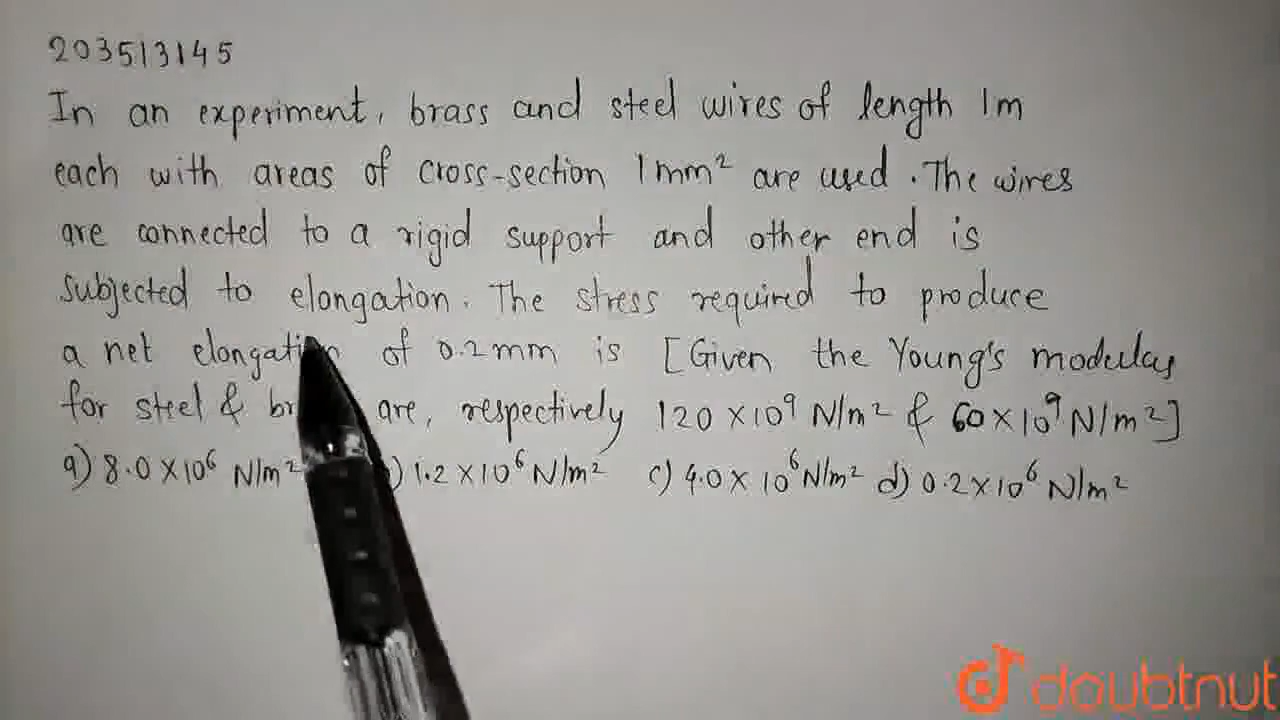 203513145
In an experiment, brass and steel wires of length 1m
each with areas of cross-section 1mm² are used. The wires
are connected to a rigid support and other end is
subjected to elongation. The stress required to produce
a net elongation of 0.2mm is [Given the Young's modulus
for steel & are, respectively 120×10⁹ N/m² & 60×10⁹ N/m²]
a) 8.0×10⁶ N/m² ) 1.2×10⁶ N/m² c) 4.0×10⁶ N/m² d) 0.2×10⁶ N/m²
doubtnut